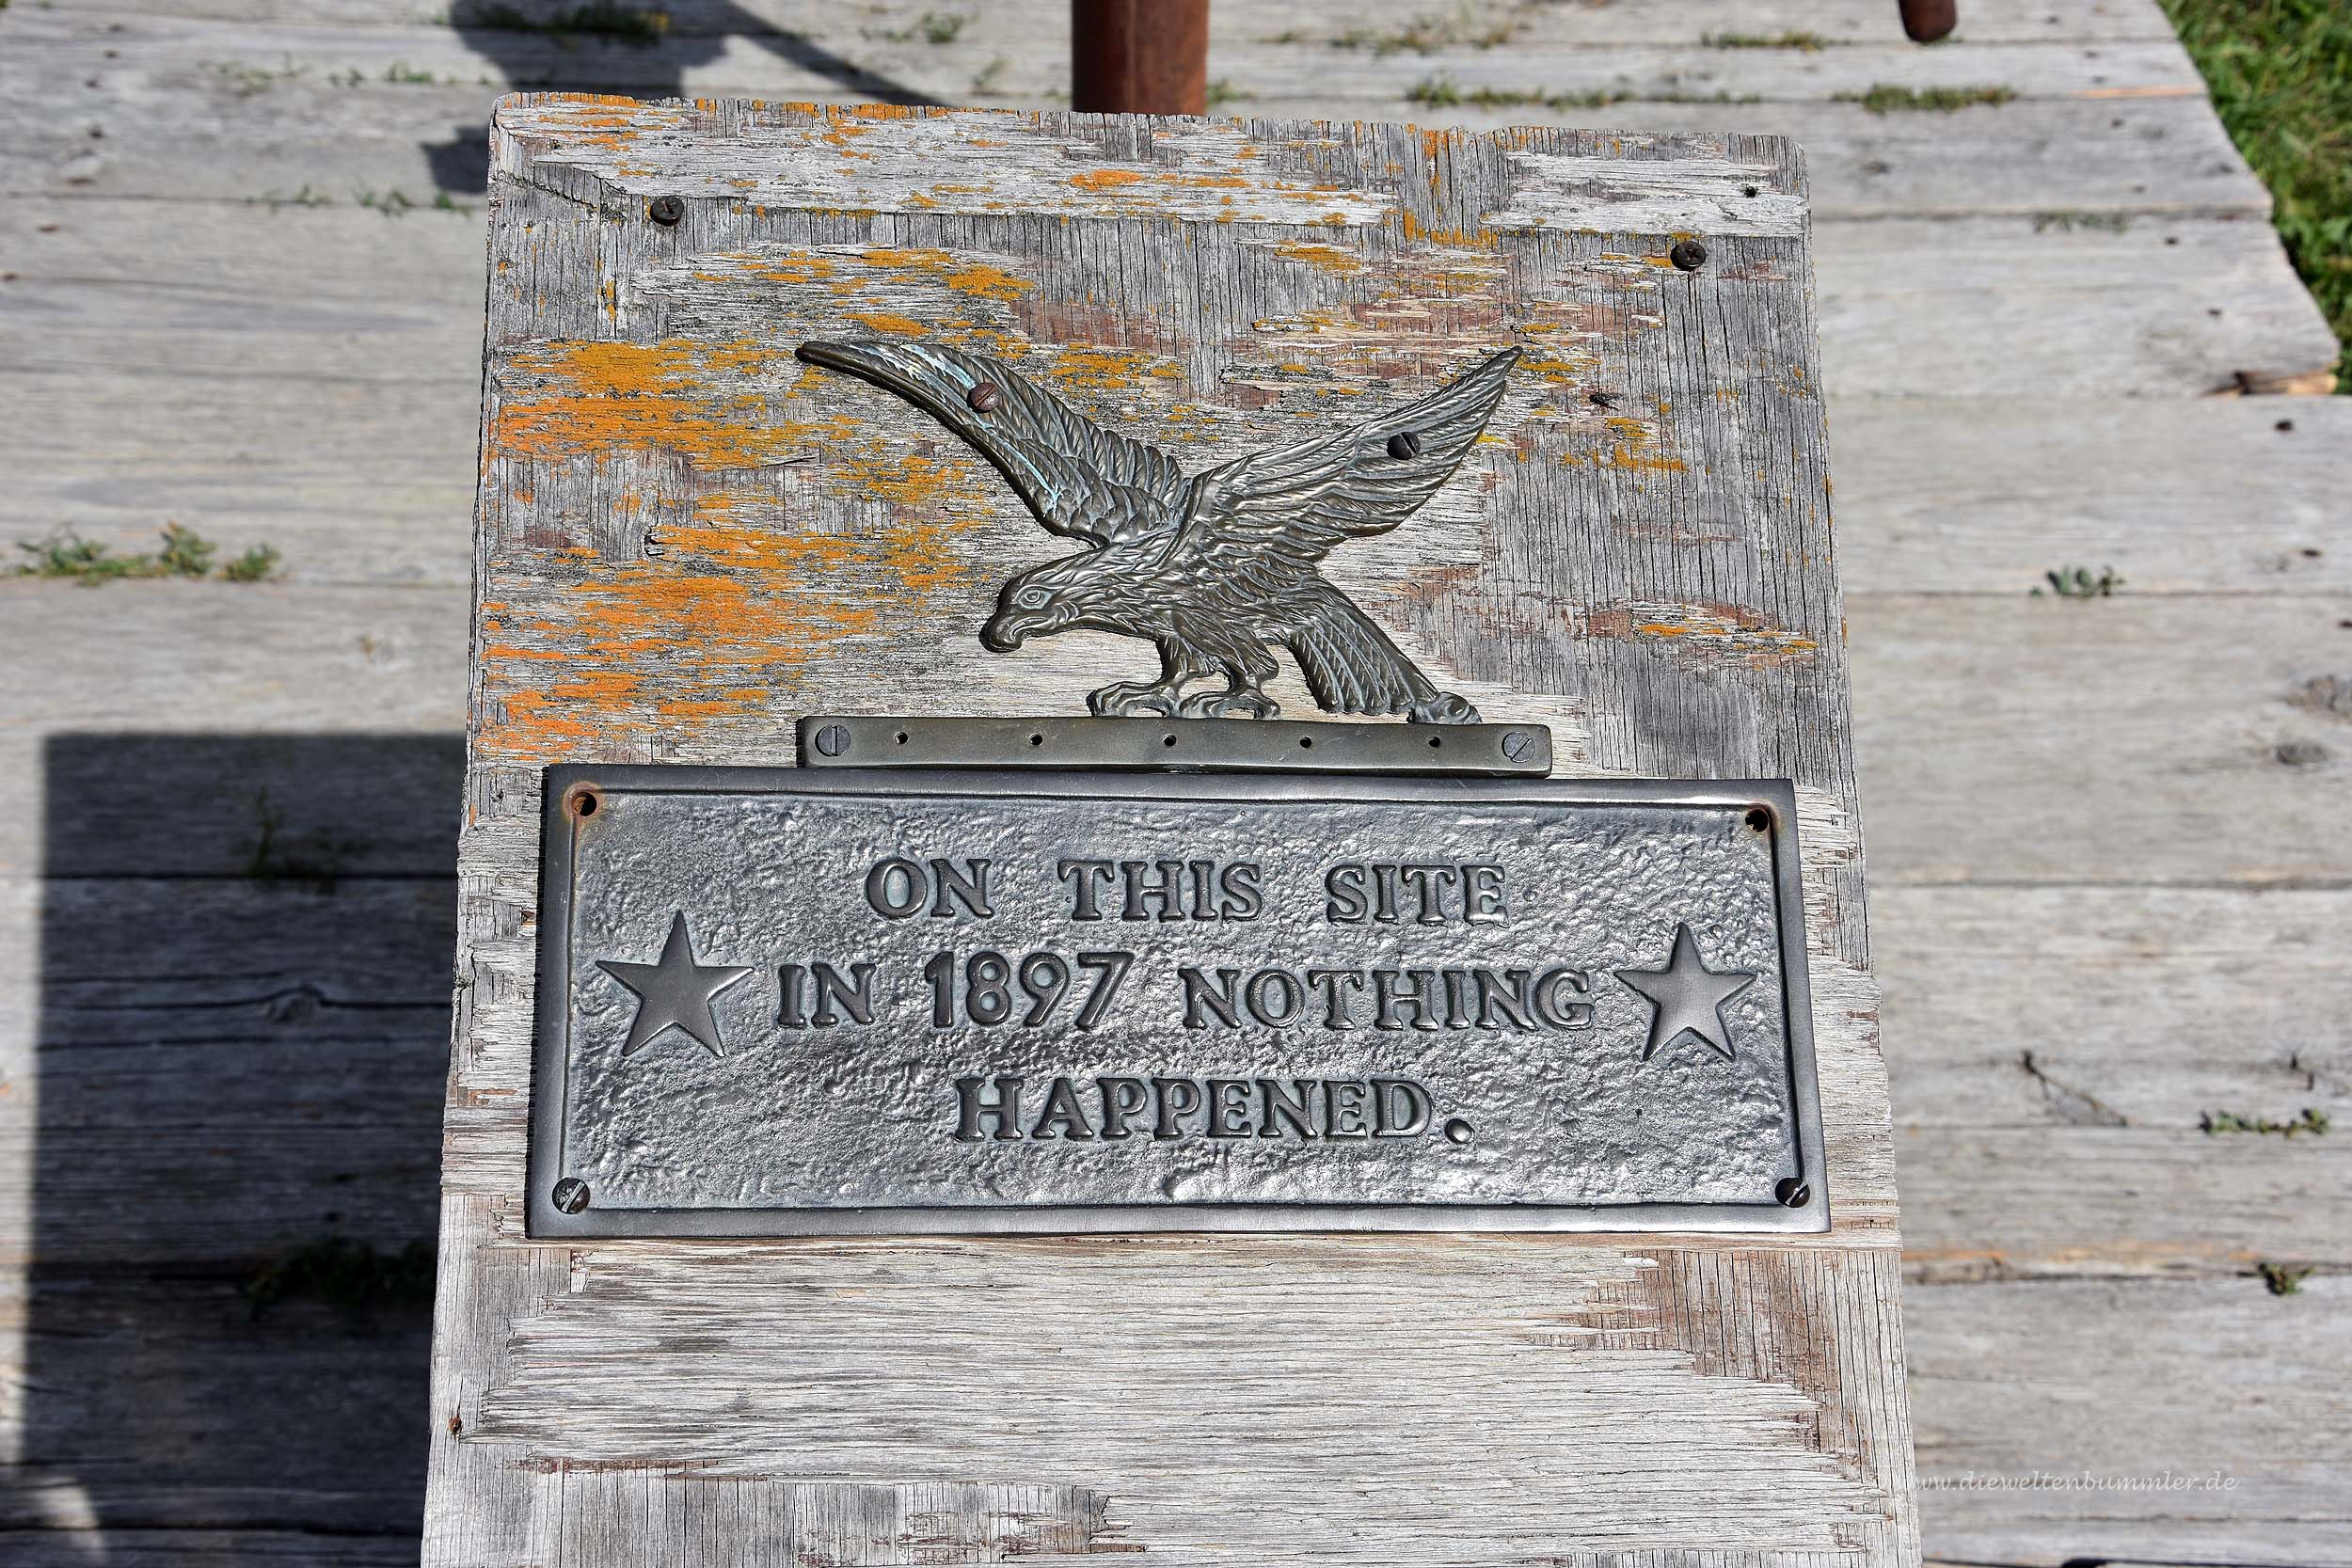 ON THIS SITE
IN 1897 NOTHING
HAPPENED.
www.dieweltenbummler.de